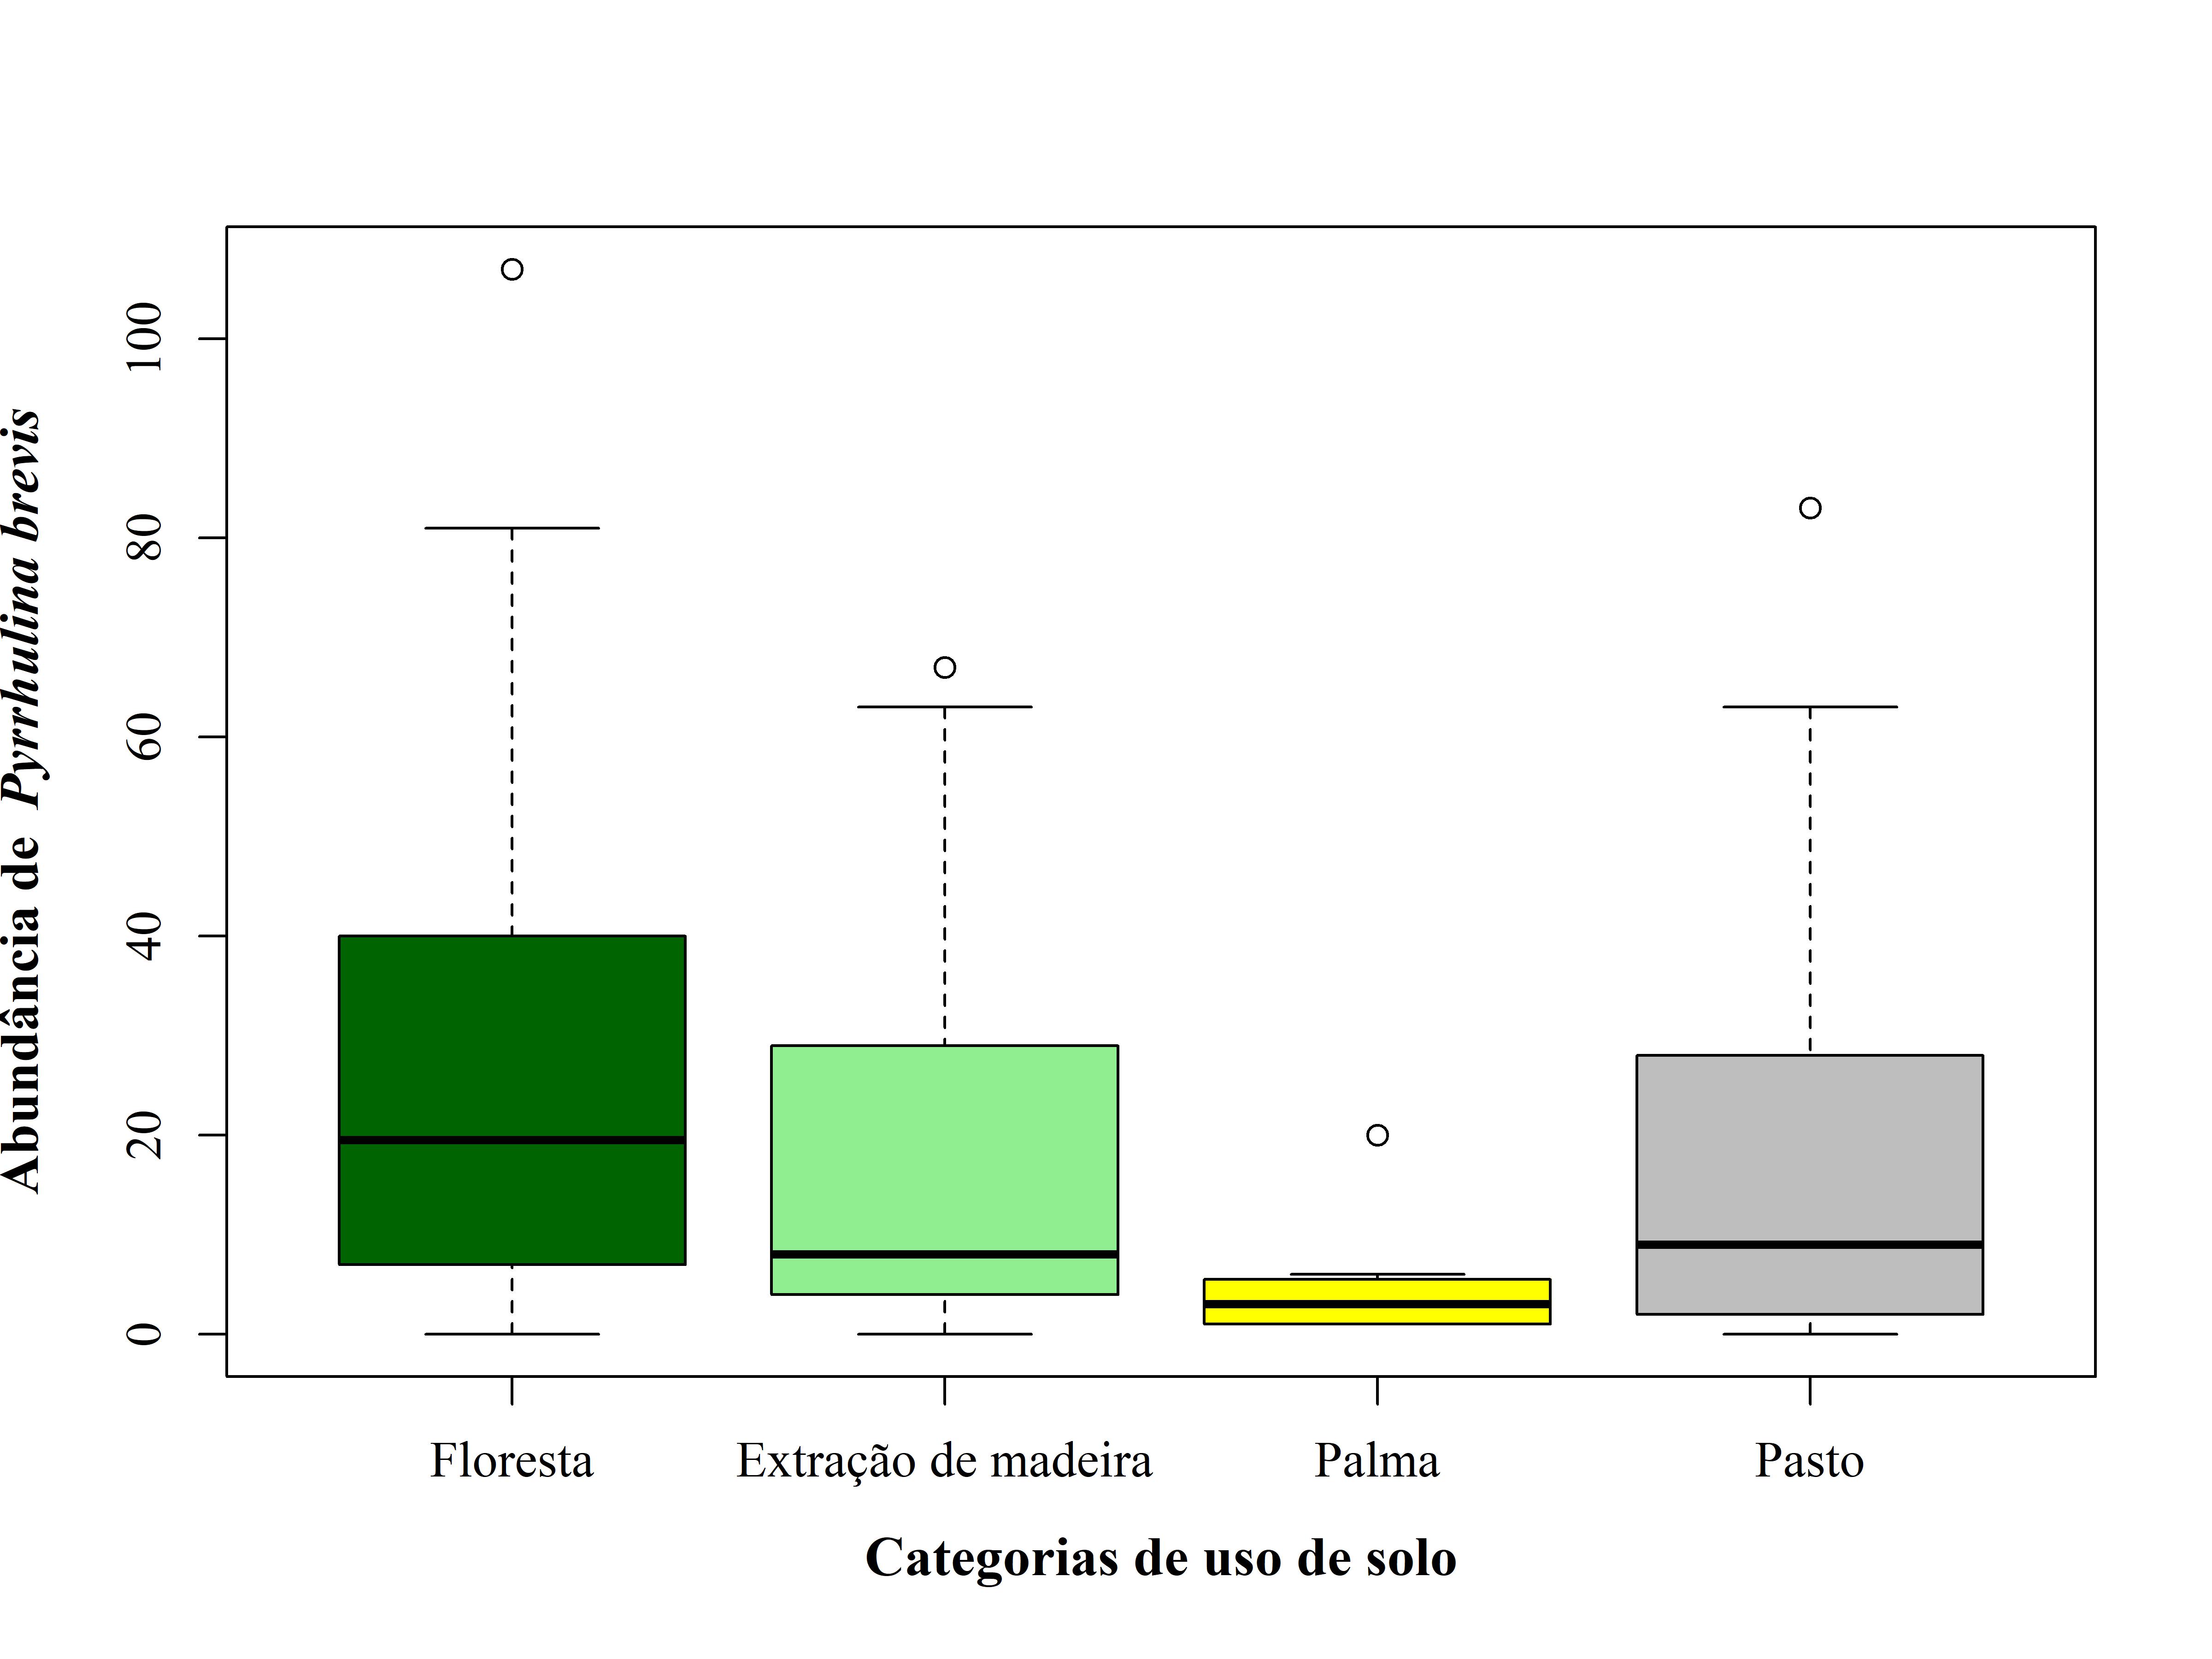 Abundância de Pyrrhulina brevis
100
80
60
40
20
0
Floresta Extração de madeira Palma Pasto
Categorias de uso de solo